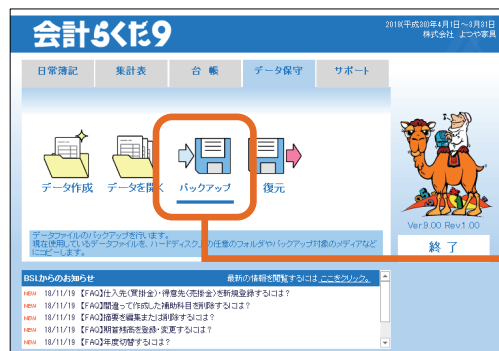 会計らくだ9
2018(平成30)年4月1日~3月31日
株式会社 よつや家具
日常簿記 集計表 台 帳 データ保守 サポート
データ作成 データを開く バックアップ 復元
Ver.9.00 Rev.1.00
終 了
データファイルのバックアップを行います。
現在使用しているデータファイルを、ハードディスク上の任意のフォルダやバックアップ対象のメディアなど
にコピーします。
BSLからのお知らせ 最新の情報を閲覧するには ここをクリック。
NEW 18/11/19 【FAQ】仕入先(買掛金)・得意先(売掛金)を新規登録するには?
NEW 18/11/19 【FAQ】間違って作成した補助科目を削除するには?
NEW 18/11/19 【FAQ】摘要を編集または削除するには?
NEW 18/11/19 【FAQ】期首残高を登録・変更するには?
NEW 18/11/19 【FAQ】年度切替するには?